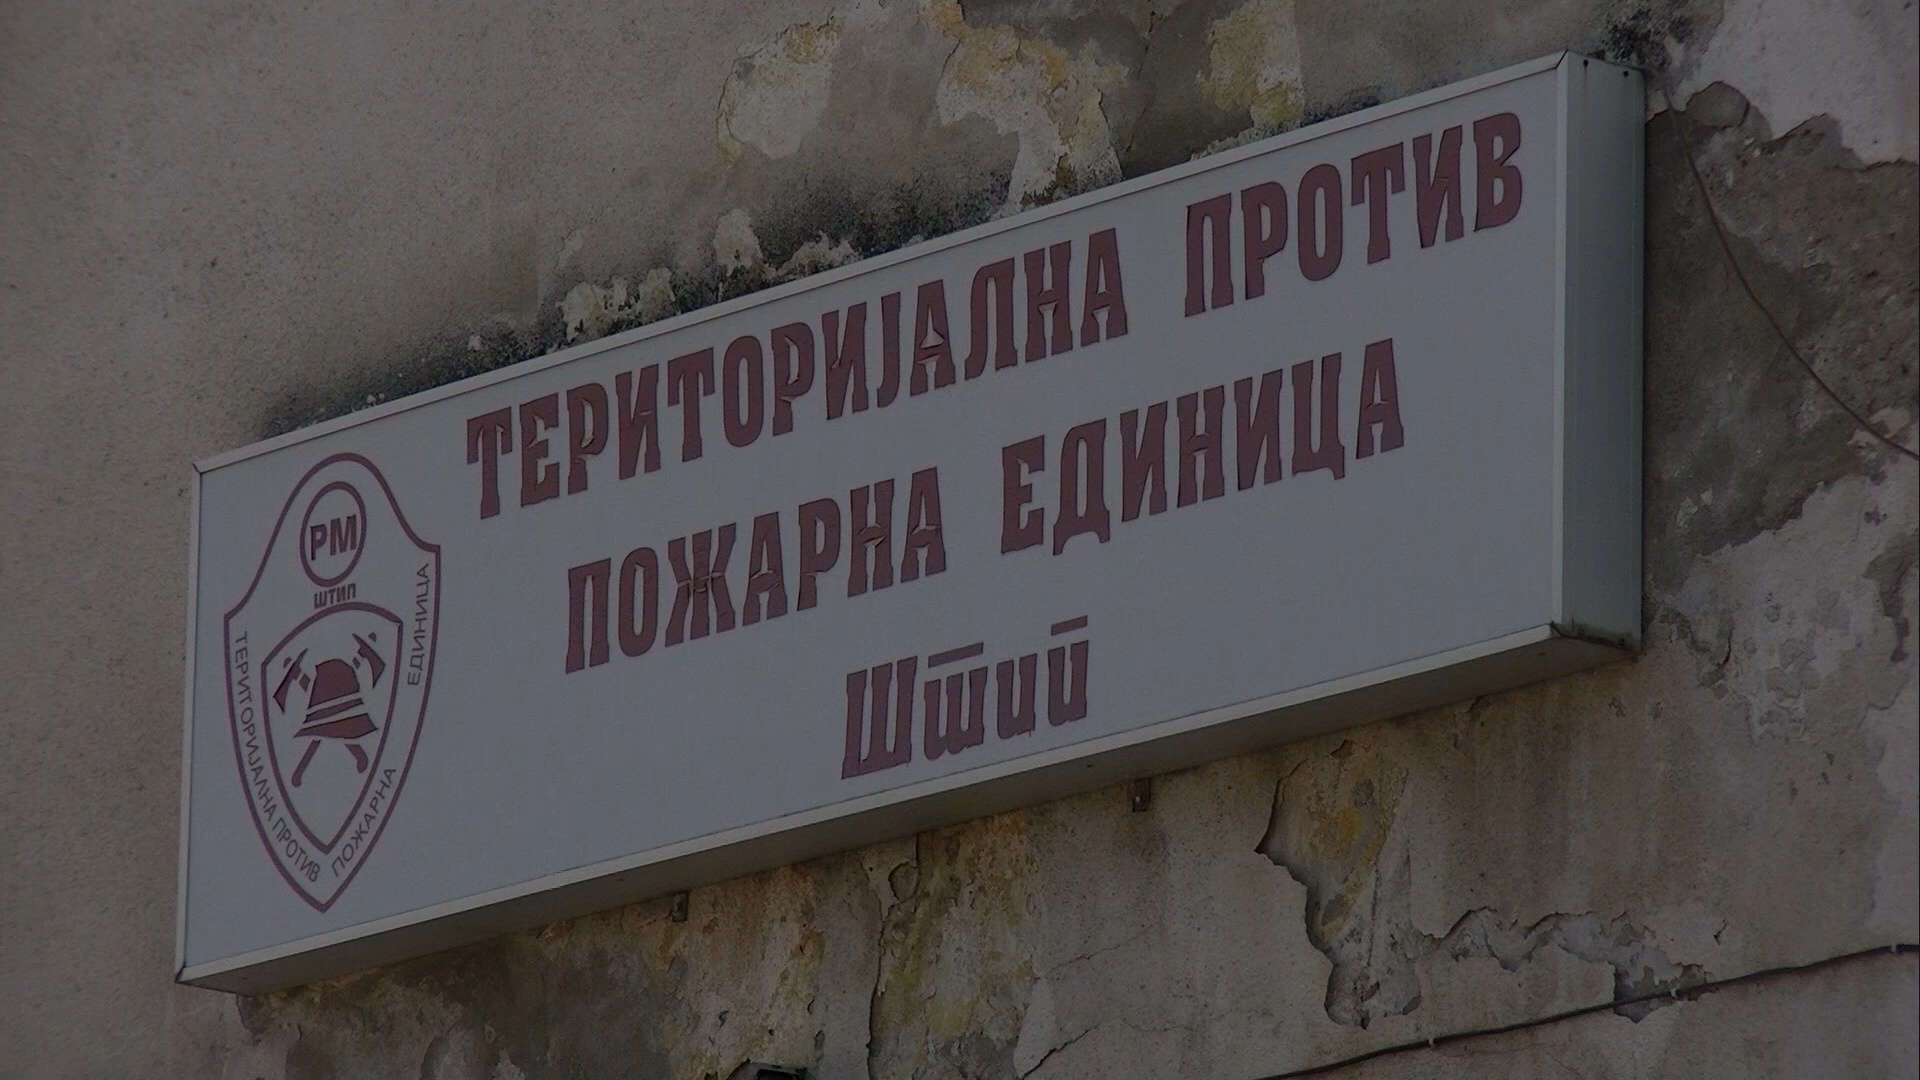 ТЕРИТОРИЈАЛНА ПРОТИВ
ПОЖАРНА ЕДИНИЦА
Штип
РМ
ШТИП
ТЕРИТОРИЈАЛНА ПРОТИВ
ПОЖАРНА
ЕДИНИЦА